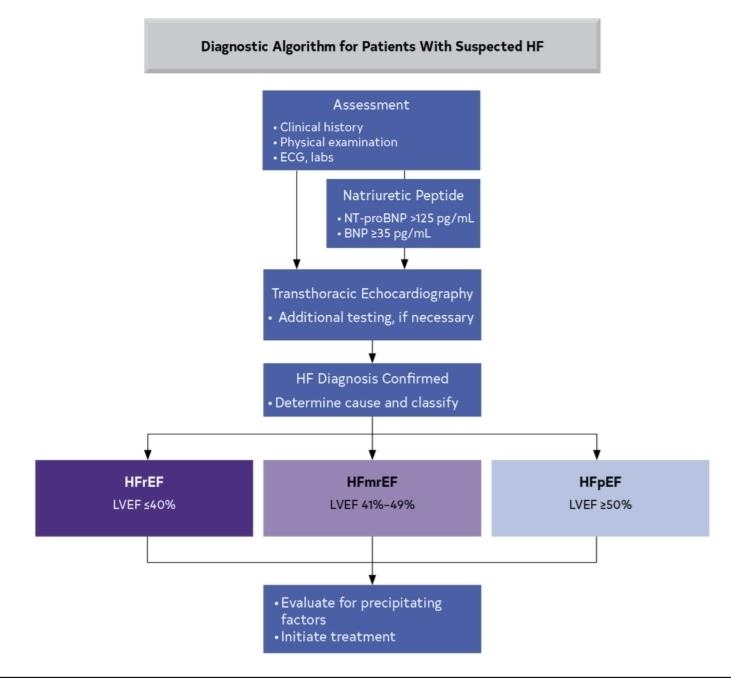 Diagnostic Algorithm for Patients With Suspected HF
Assessment
• Clinical history
• Physical examination
• ECG, labs
Natriuretic Peptide
• NT-proBNP >125 pg/mL
• BNP ≥35 pg/mL
Transthoracic Echocardiography
• Additional testing, if necessary
HF Diagnosis Confirmed
• Determine cause and classify
HFrEF
LVEF ≤40%
HFmrEF
LVEF 41%–49%
HFpEF
LVEF ≥50%
• Evaluate for precipitating
factors
• Initiate treatment